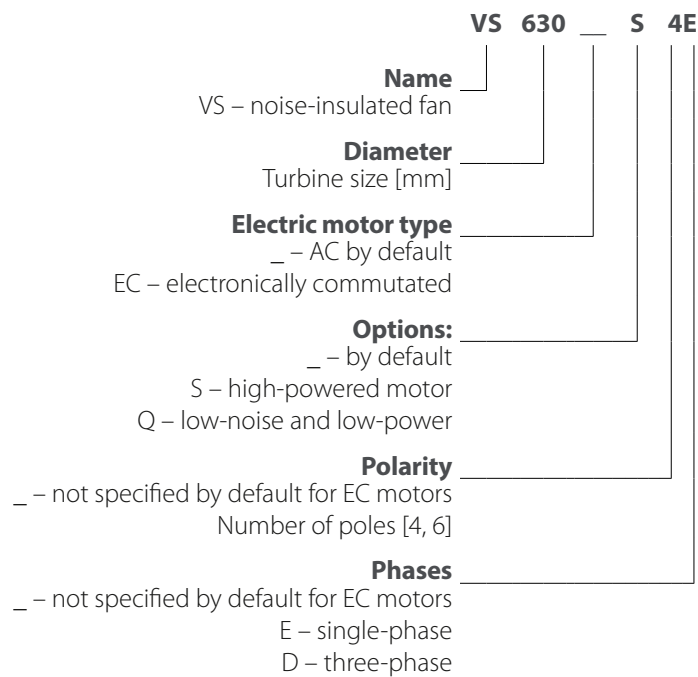 VS 630 __ S 4E
Name
VS – noise-insulated fan
Diameter
Turbine size [mm]
Electric motor type
_ – AC by default
EC – electronically commutated
Options:
_ – by default
S – high-powered motor
Q – low-noise and low-power
Polarity
_ – not specified by default for EC motors
Number of poles [4, 6]
Phases
_ – not specified by default for EC motors
E – single-phase
D – three-phase